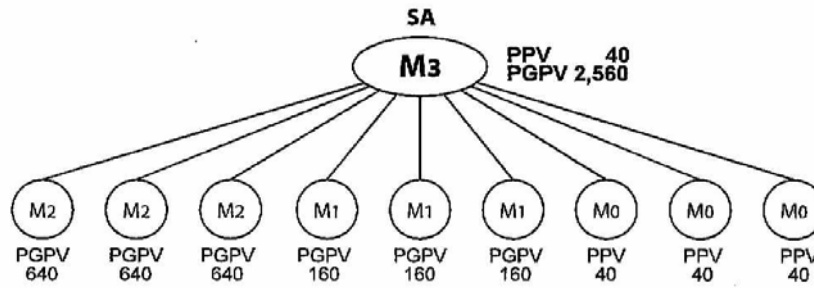 SA
M3
PPV 40
PGPV 2,560
M2 M2 M2 M1 M1 M1 M0 M0 M0
PGPV PGPV PGPV PGPV PGPV PGPV PPV PPV PPV
640 640 640 160 160 160 40 40 40